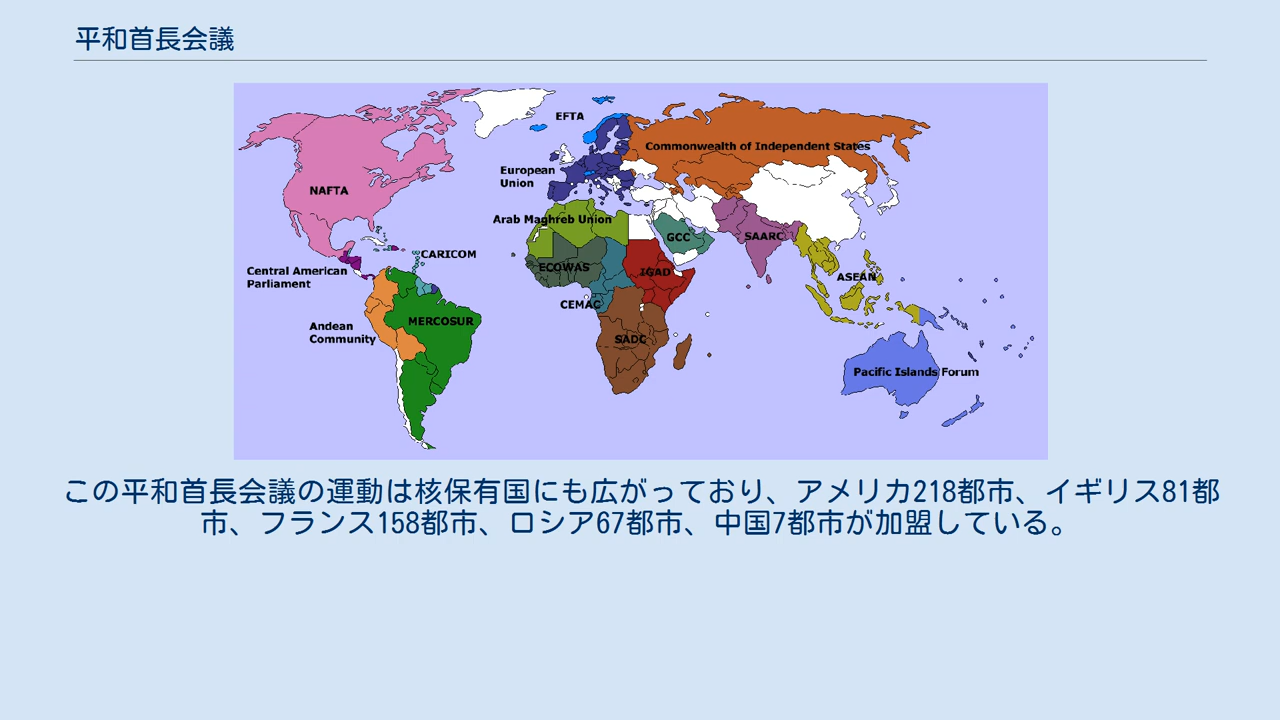 平和首長会議
EFTA
Commonwealth of Independent States
European
Union
NAFTA
Arab Maghreb Union
GCC
SAARC
CARICOM
Central American
Parliament
ECOWAS
IGAD
ASEAN
CEMAC
MERCOSUR
Andean
Community
SADC
Pacific Islands Forum
この平和首長会議の運動は核保有国にも広がっており、アメリカ218都市、イギリス81都
市、フランス158都市、ロシア67都市、中国7都市が加盟している。